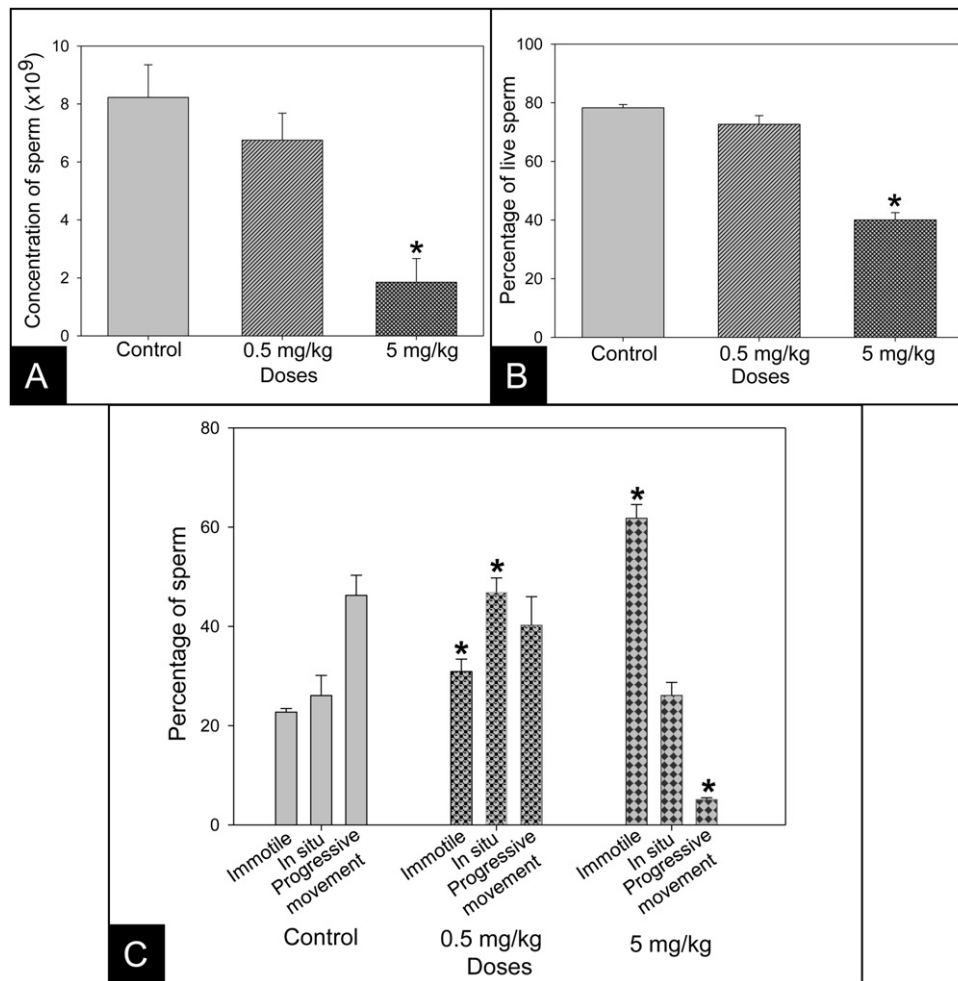 Concentration of sperm (x10⁹)
10
8
6
4
2
0
*
Control
0.5 mg/kg
5 mg/kg
Doses
A
Percentage of live sperm
100
80
60
40
20
0
*
Control
0.5 mg/kg
5 mg/kg
Doses
B
Percentage of sperm
80
60
40
20
0
*
*
*
*
Immotile
In situ
Progressive
movement
Immotile
In situ
Progressive
movement
Immotile
In situ
Progressive
movement
Control
0.5 mg/kg
5 mg/kg
Doses
C